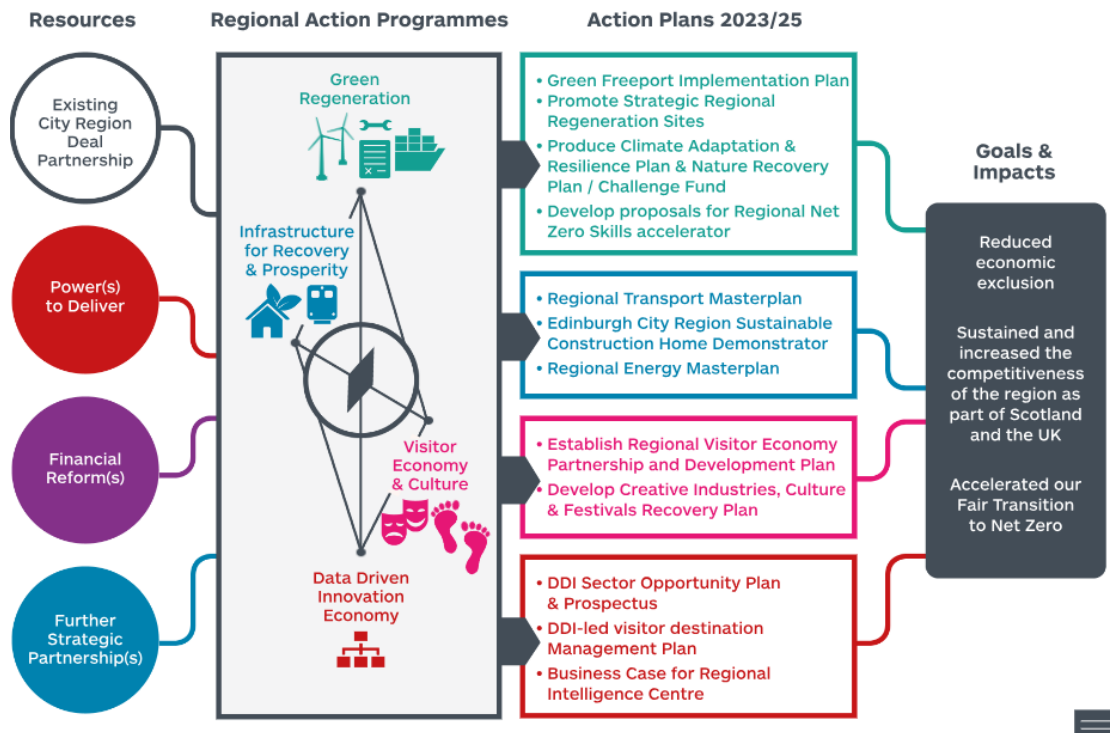 Resources
Regional Action Programmes
Action Plans 2023/25
Existing
City Region
Deal
Partnership
Power(s)
to Deliver
Financial
Reform(s)
Further
Strategic
Partnership(s)
Green
Regeneration
Infrastructure
for Recovery
& Prosperity
Visitor
Economy
& Culture
Data Driven
Innovation
Economy
• Green Freeport Implementation Plan
• Promote Strategic Regional
Regeneration Sites
• Produce Climate Adaptation &
Resilience Plan & Nature Recovery
Plan / Challenge Fund
• Develop proposals for Regional Net
Zero Skills accelerator
• Regional Transport Masterplan
• Edinburgh City Region Sustainable
Construction Home Demonstrator
• Regional Energy Masterplan
• Establish Regional Visitor Economy
Partnership and Development Plan
• Develop Creative Industries, Culture
& Festivals Recovery Plan
• DDI Sector Opportunity Plan
& Prospectus
• DDI-led visitor destination
Management Plan
• Business Case for Regional
Intelligence Centre
Goals &
Impacts
Reduced
economic
exclusion
Sustained and
increased the
competitiveness
of the region as
part of Scotland
and the UK
Accelerated our
Fair Transition
to Net Zero